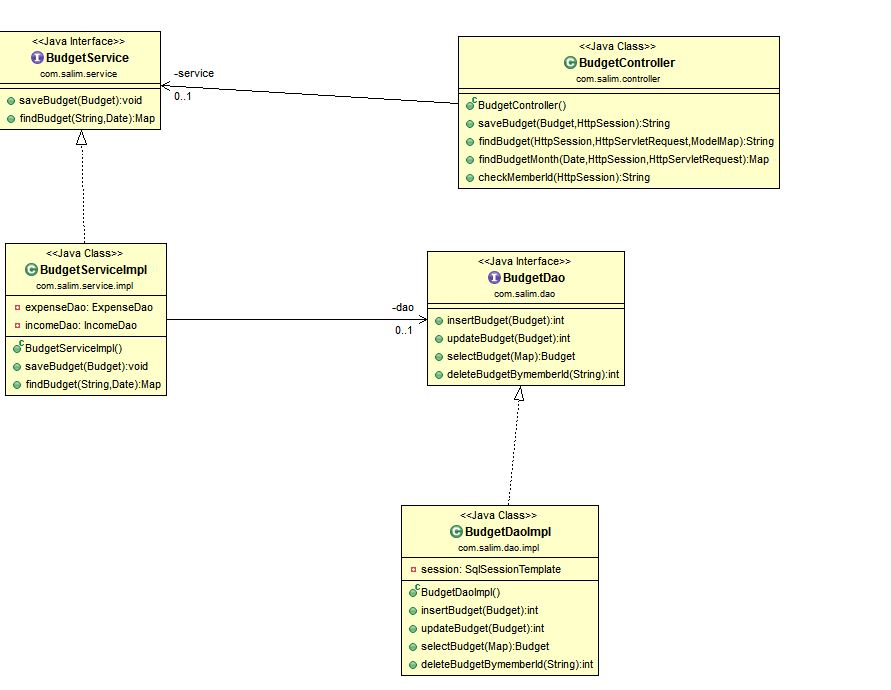 <<Java Interface>>
BudgetService
com.salim.service
saveBudget(Budget):void
findBudget(String,Date):Map
-service
0..1
<<Java Class>>
BudgetController
com.salim.controller
BudgetController()
saveBudget(Budget,HttpSession):String
findBudget(HttpSession,HttpServletRequest,ModelMap):String
findBudgetMonth(Date,HttpSession,HttpServletRequest):Map
checkMemberId(HttpSession):String
<<Java Class>>
BudgetServiceImpl
com.salim.service.impl
expenseDao: ExpenseDao
incomeDao: IncomeDao
BudgetServiceImpl()
saveBudget(Budget):void
findBudget(String,Date):Map
-dao
0..1
<<Java Interface>>
BudgetDao
com.salim.dao
insertBudget(Budget):int
updateBudget(Budget):int
selectBudget(Map):Budget
deleteBudgetBymemberId(String):int
<<Java Class>>
BudgetDaoImpl
com.salim.dao.impl
session: SqlSessionTemplate
BudgetDaoImpl()
insertBudget(Budget):int
updateBudget(Budget):int
selectBudget(Map):Budget
deleteBudgetBymemberId(String):int